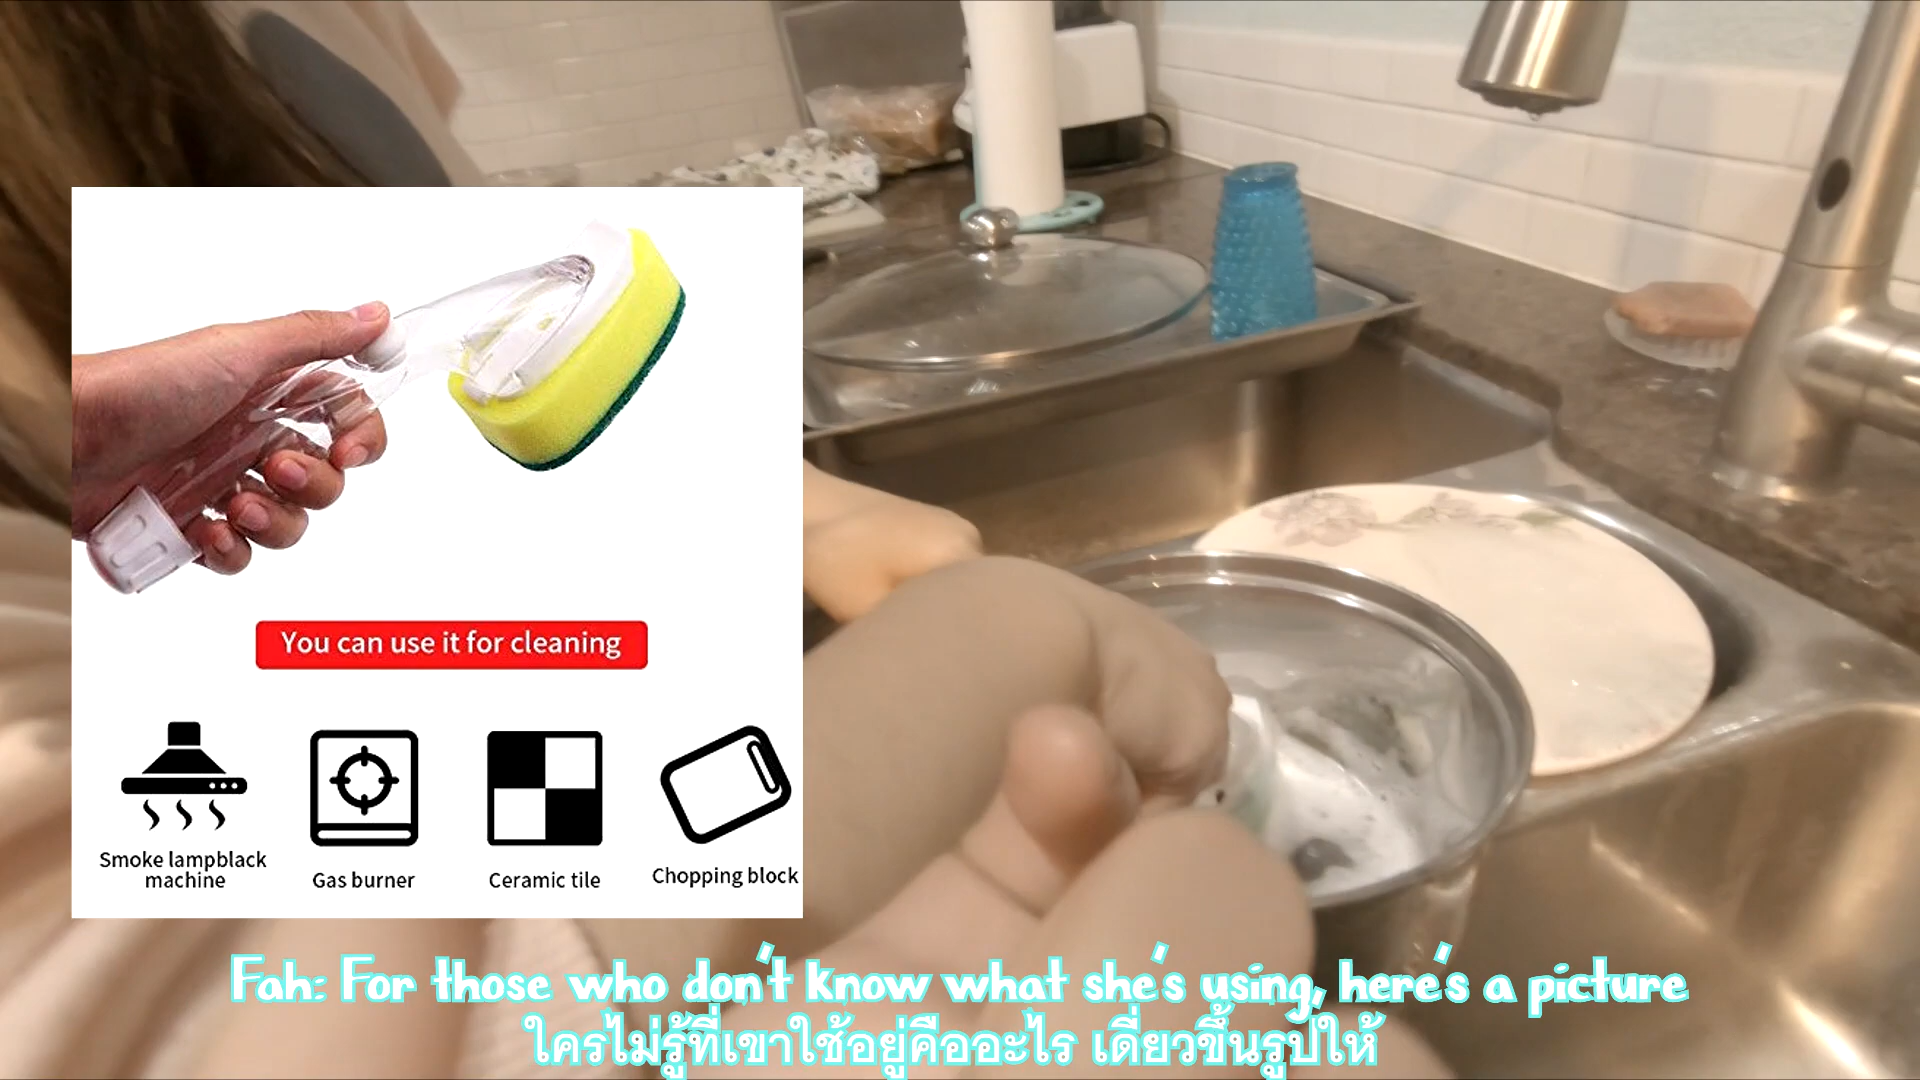 You can use it for cleaning
Smoke lampblack
machine
Gas burner
Ceramic tile
Chopping block
Fah: For those who don't know what she's using, here's a picture
ใครไม่รู้ที่เขาใช้อยู่คืออะไร เดี่ยวขึ้นรูปให้